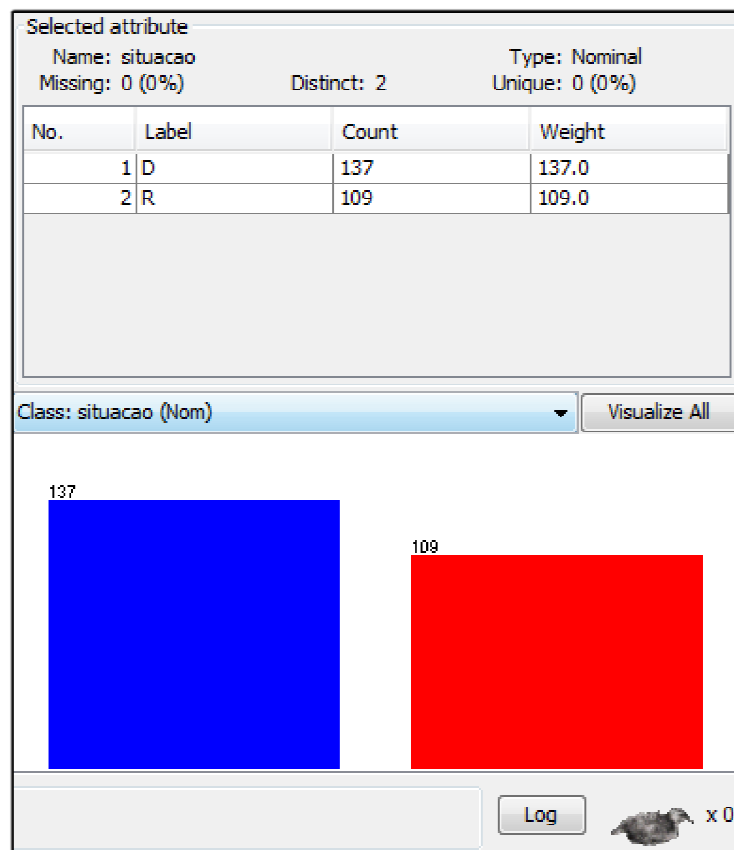 Selected attribute
Name: situacao Type: Nominal
Missing: 0 (0%) Distinct: 2 Unique: 0 (0%)
No. Label Count Weight
1 D 137 137.0
2 R 109 109.0
Class: situacao (Nom) Visualize All
137
109
Log x 0